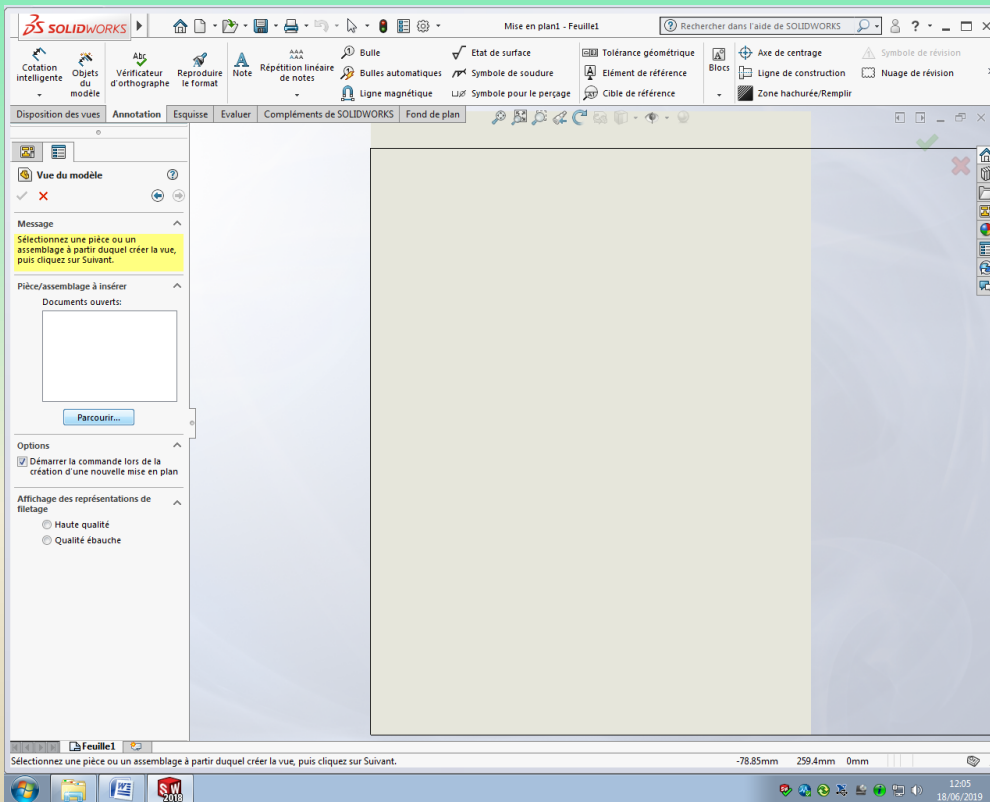 SOLIDWORKS
Mise en plan1 - Feuille1
Rechercher dans l'aide de SOLIDWORKS
?
Cotation
intelligente
Objets
du
modèle
Abc
Vérificateur
d'orthographe
Reproduire
le format
A
Note
AAA
AAA
Répétition linéaire
de notes
Bulle
Bulles automatiques
Ligne magnétique
Etat de surface
Symbole de soudure
Symbole pour le perçage
Tolérance géométrique
Elément de référence
Cible de référence
Blocs
Axe de centrage
Ligne de construction
Zone hachurée/Remplir
Symbole de révision
Nuage de révision
Disposition des vues
Annotation
Esquisse
Evaluer
Compléments de SOLIDWORKS
Fond de plan
Vue du modèle
?
Message
Sélectionnez une pièce ou un
assemblage à partir duquel créer la vue,
puis cliquez sur Suivant.
Pièce/assemblage à insérer
Documents ouverts:
Parcourir...
Options
Démarrer la commande lors de la
création d'une nouvelle mise en plan
Affichage des représentations de
filetage
Haute qualité
Qualité ébauche
Feuille1
Sélectionnez une pièce ou un assemblage à partir duquel créer la vue, puis cliquez sur Suivant.
-78.85mm 259.4mm 0mm
W
SW
2018
12:05
18/06/2019